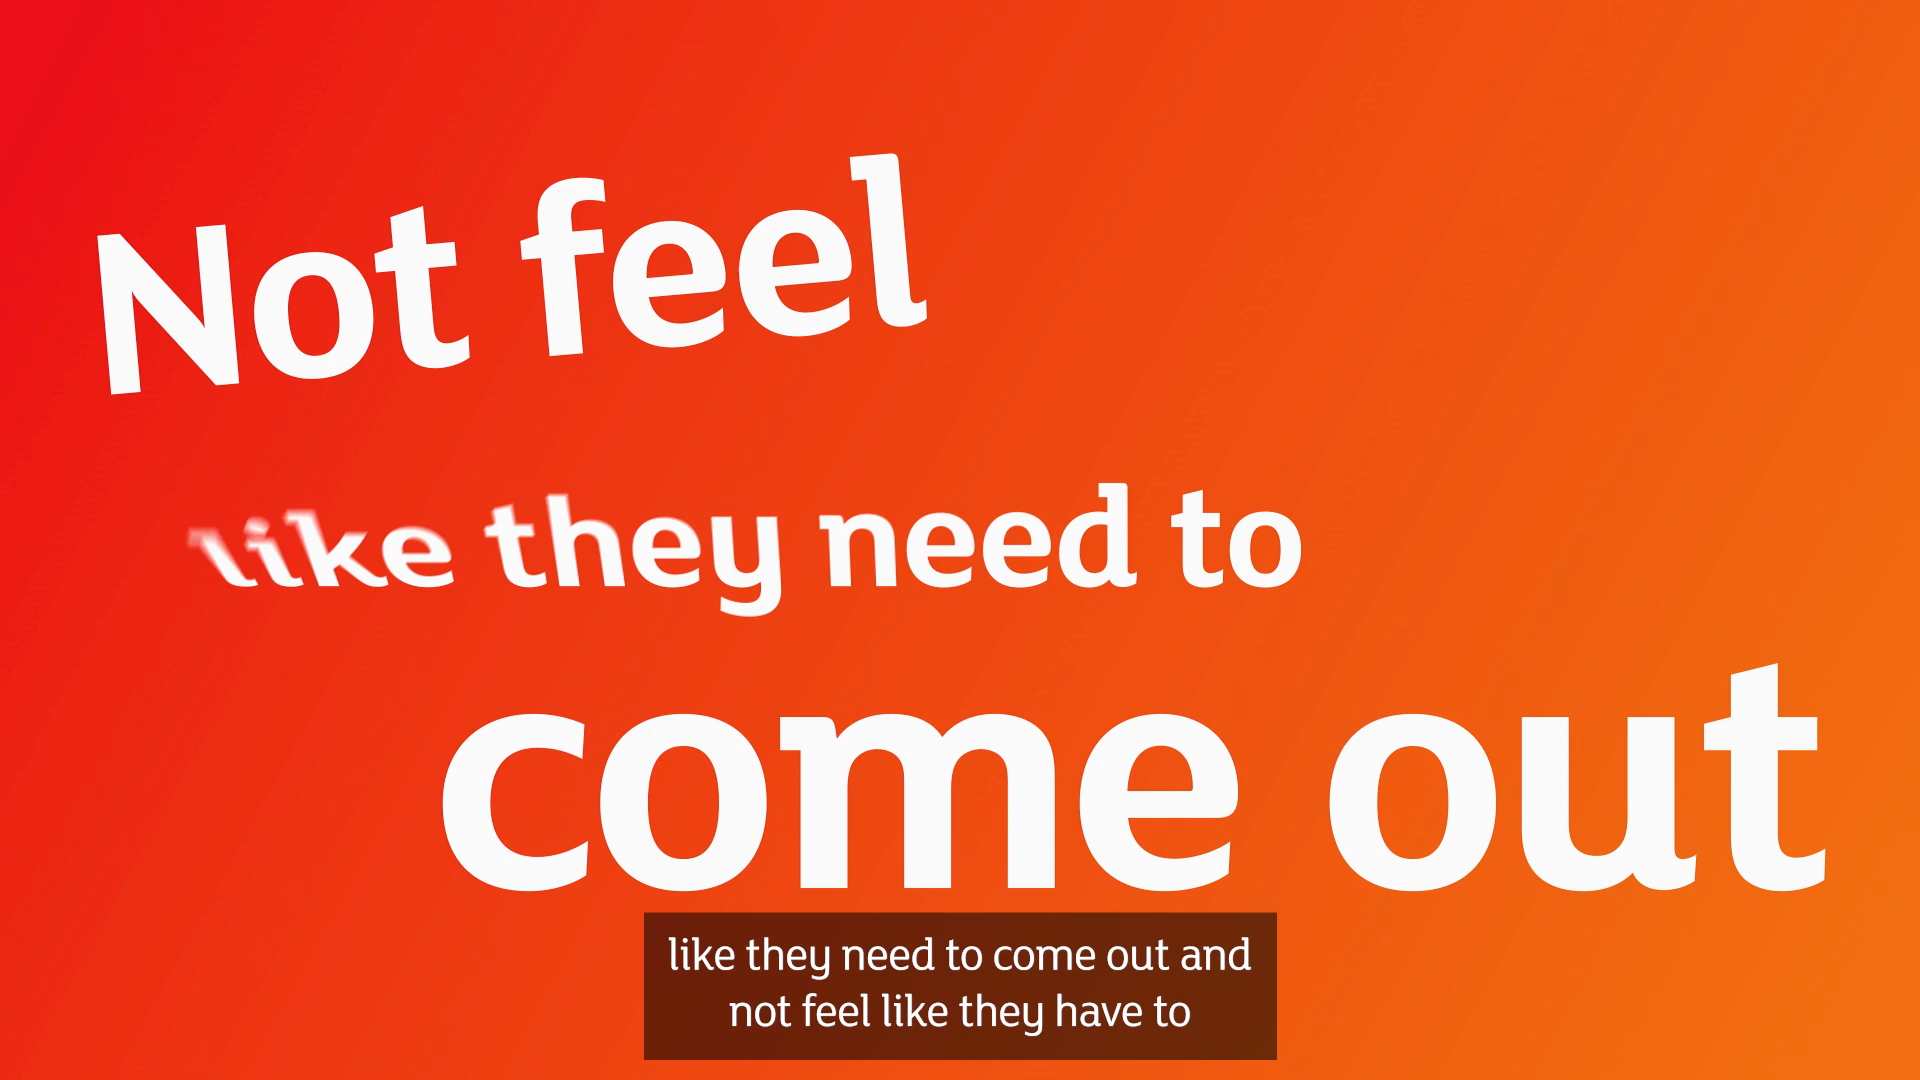 Not feel
like they need to
come out
like they need to come out and
not feel like they have to